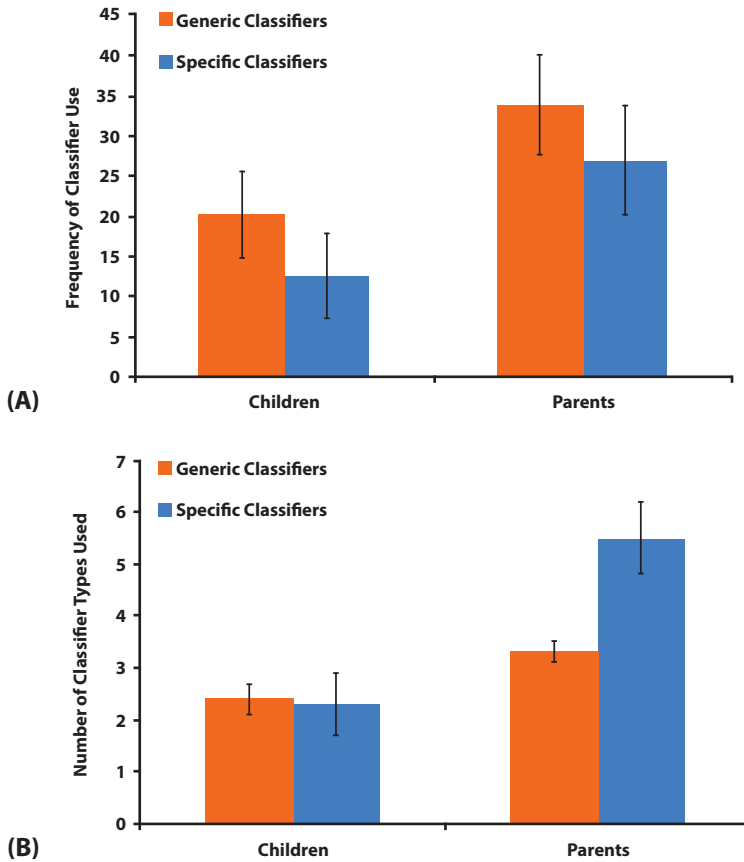 45
40
35
30
25
20
15
10
5
0
Frequency of Classifier Use
Generic Classifiers
Specific Classifiers
Children
Parents
(A)
7
6
5
4
3
2
1
0
Number of Classifier Types Used
Generic Classifiers
Specific Classifiers
Children
Parents
(B)